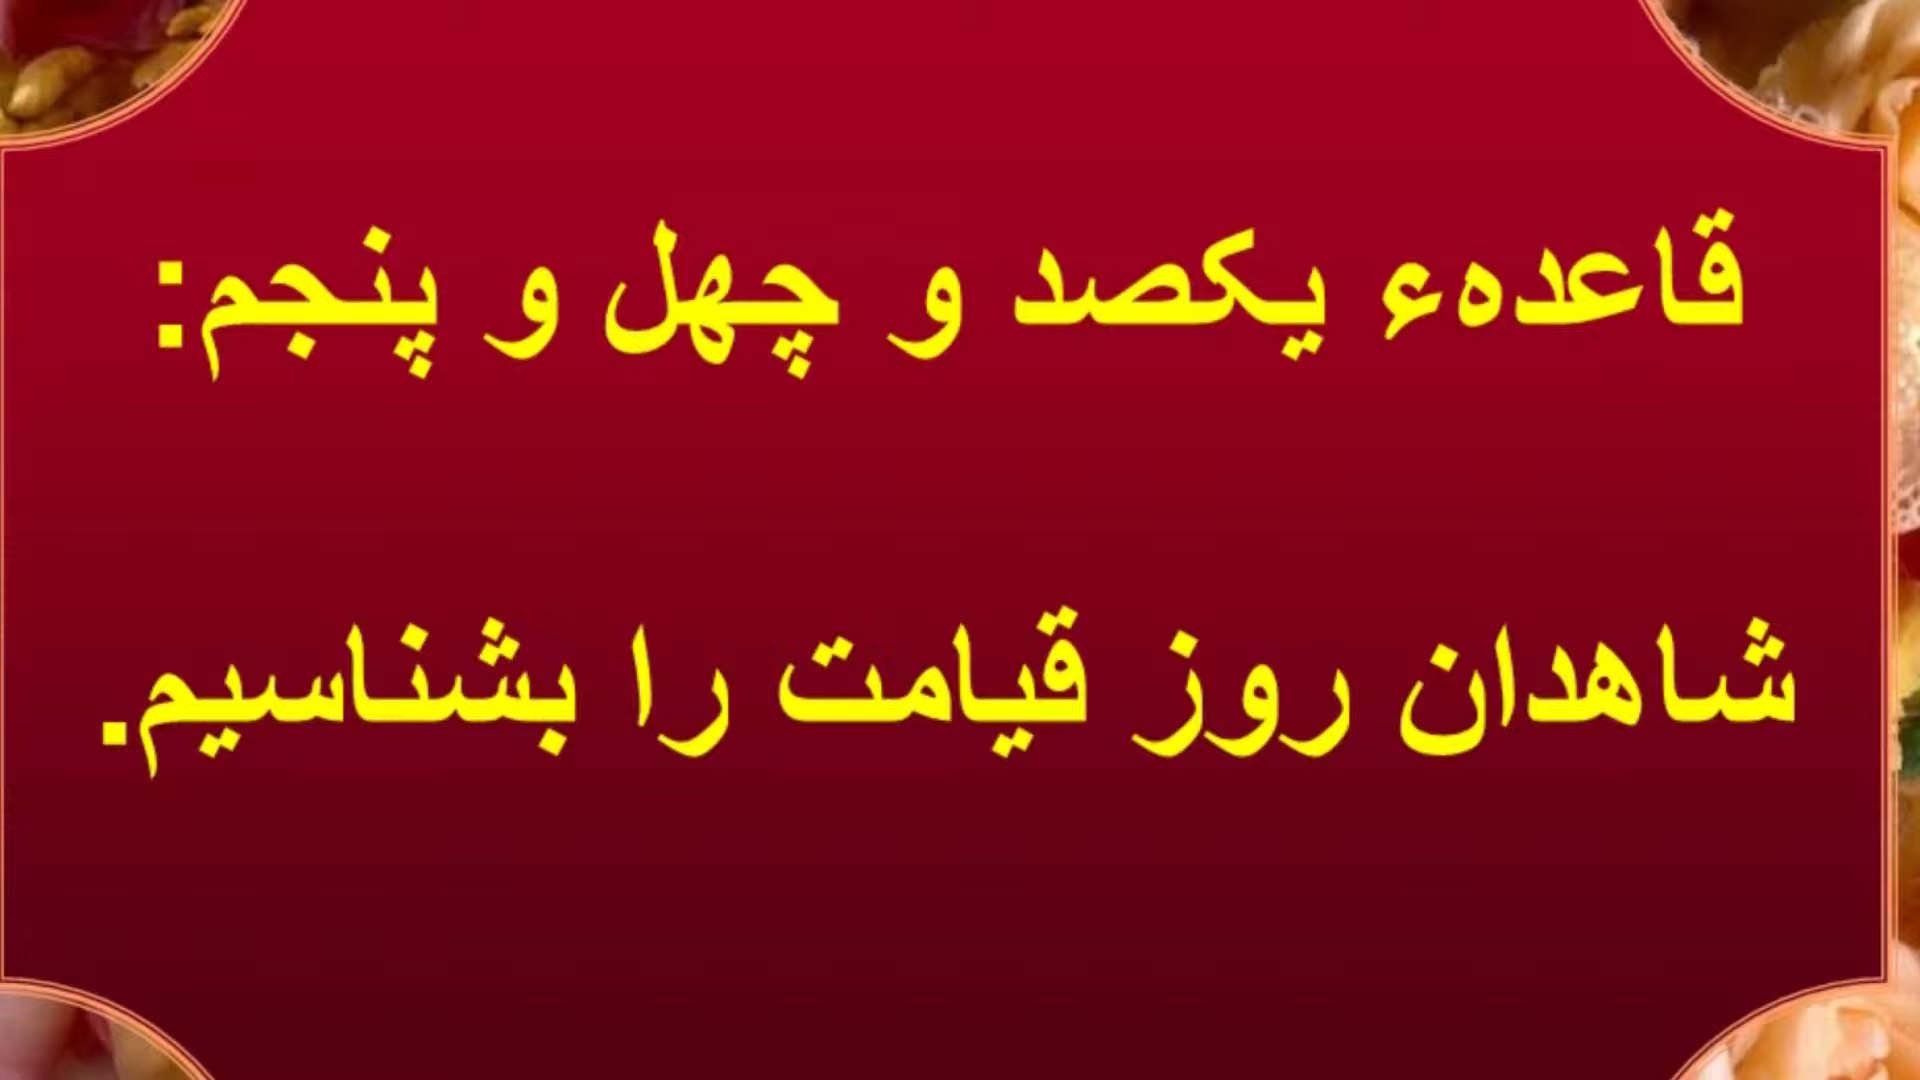 قاعدهء یکصد و چهل و پنجم:
شاهدان روز قیامت را بشناسیم.